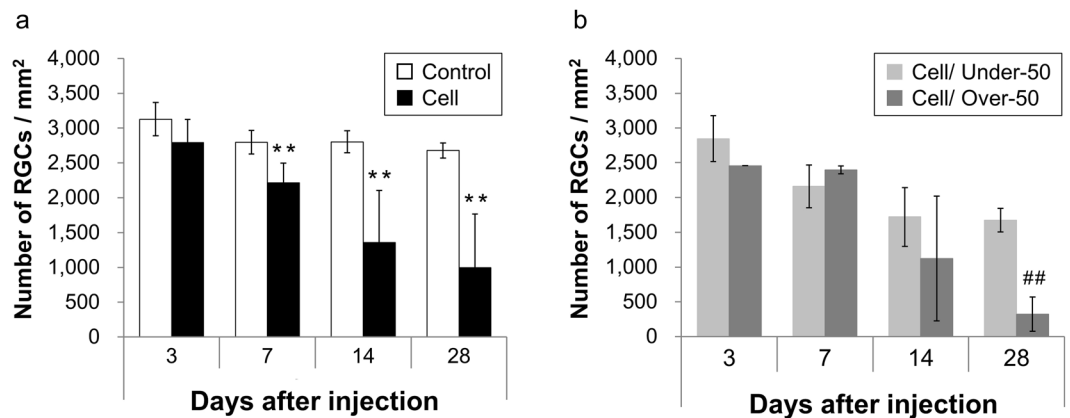 a
Number of RGCs / mm²
4,000
3,500
3,000
2,500
2,000
1,500
1,000
500
0
Control
Cell
**
**
**
3 7 14 28
Days after injection
b
Number of RGCs / mm²
4,000
3,500
3,000
2,500
2,000
1,500
1,000
500
0
Cell/ Under-50
Cell/ Over-50
##
3 7 14 28
Days after injection